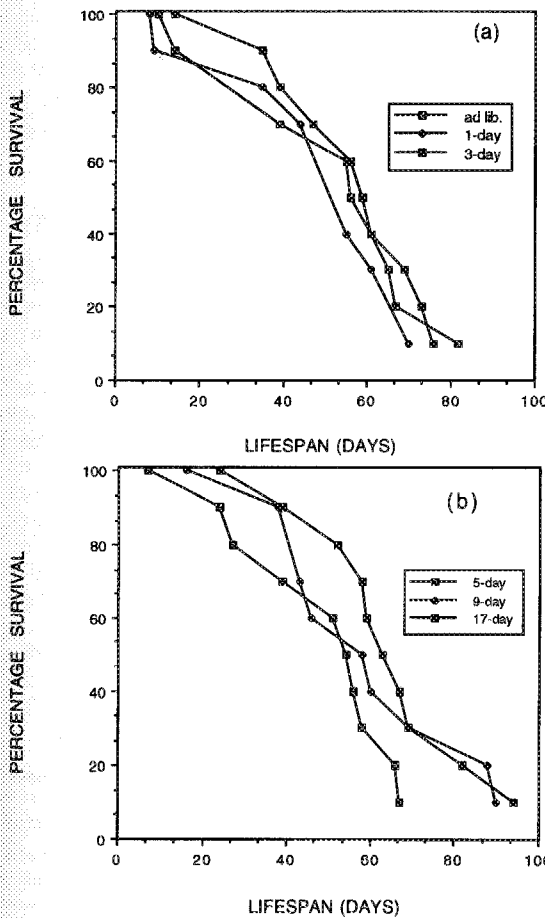 (a)
PERCENTAGE SURVIVAL
100
80
60
40
20
0
ad lib.
1-day
3-day
0 20 40 60 80 100
LIFESPAN (DAYS)
(b)
PERCENTAGE SURVIVAL
100
80
60
40
20
0
5-day
9-day
17-day
0 20 40 60 80 100
LIFESPAN (DAYS)